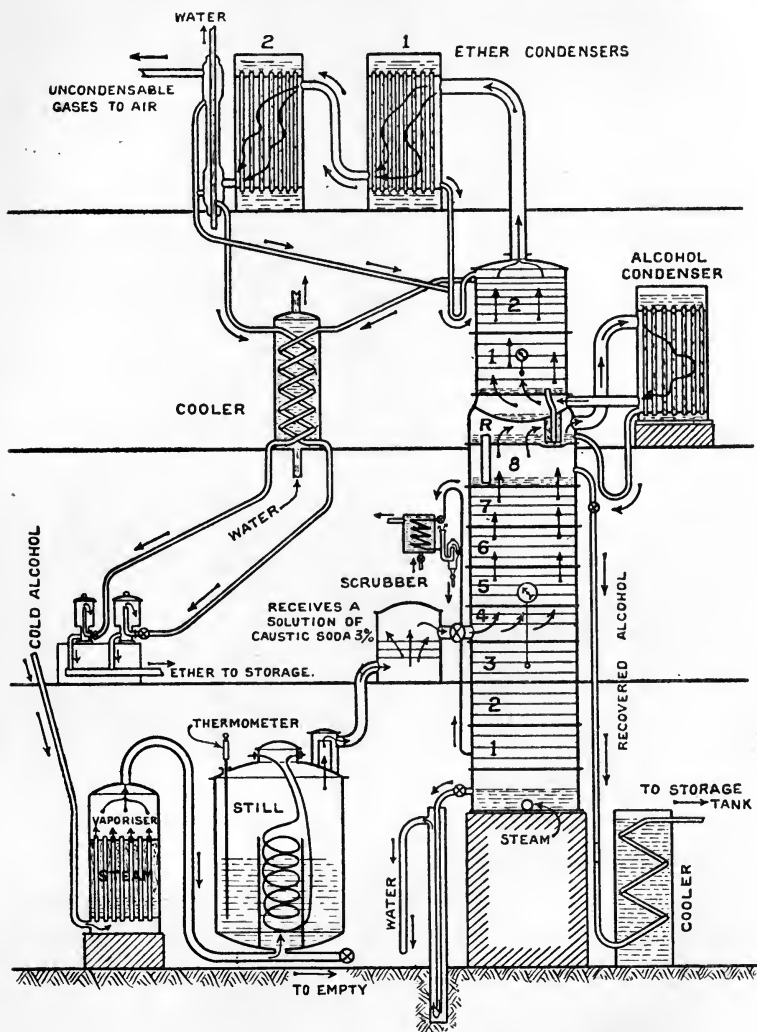 WATER
2
1
ETHER CONDENSERS
UNCONDENSABLE
GASES TO AIR
ALCOHOL
CONDENSER
2
1
COOLER
R
8
7
WATER
6
SCRUBBER
5
RECEIVES A
SOLUTION OF
CAUSTIC SODA 3%
4
COLD ALCOHOL
ETHER TO STORAGE.
3
RECOVERED ALCOHOL
2
THERMOMETER
1
TO STORAGE
TANK
VAPORISER
STILL
STEAM
STEAM
WATER
COOLER
TO EMPTY